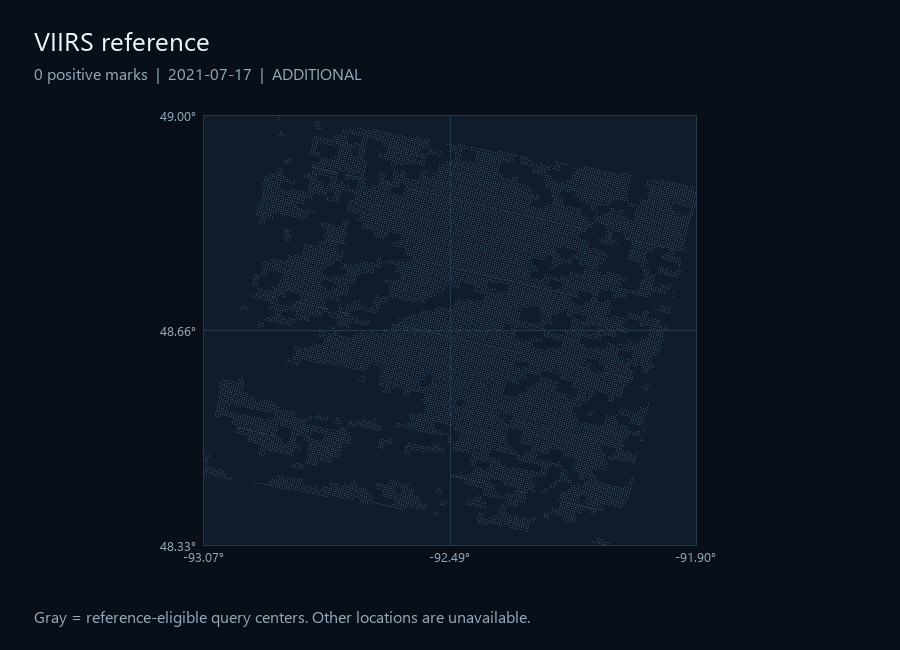 VIIRS reference
0 positive marks | 2021-07-17 | ADDITIONAL
49.00°
48.66°
48.33°
-93.07°
-92.49°
-91.90°
Gray = reference-eligible query centers. Other locations are unavailable.